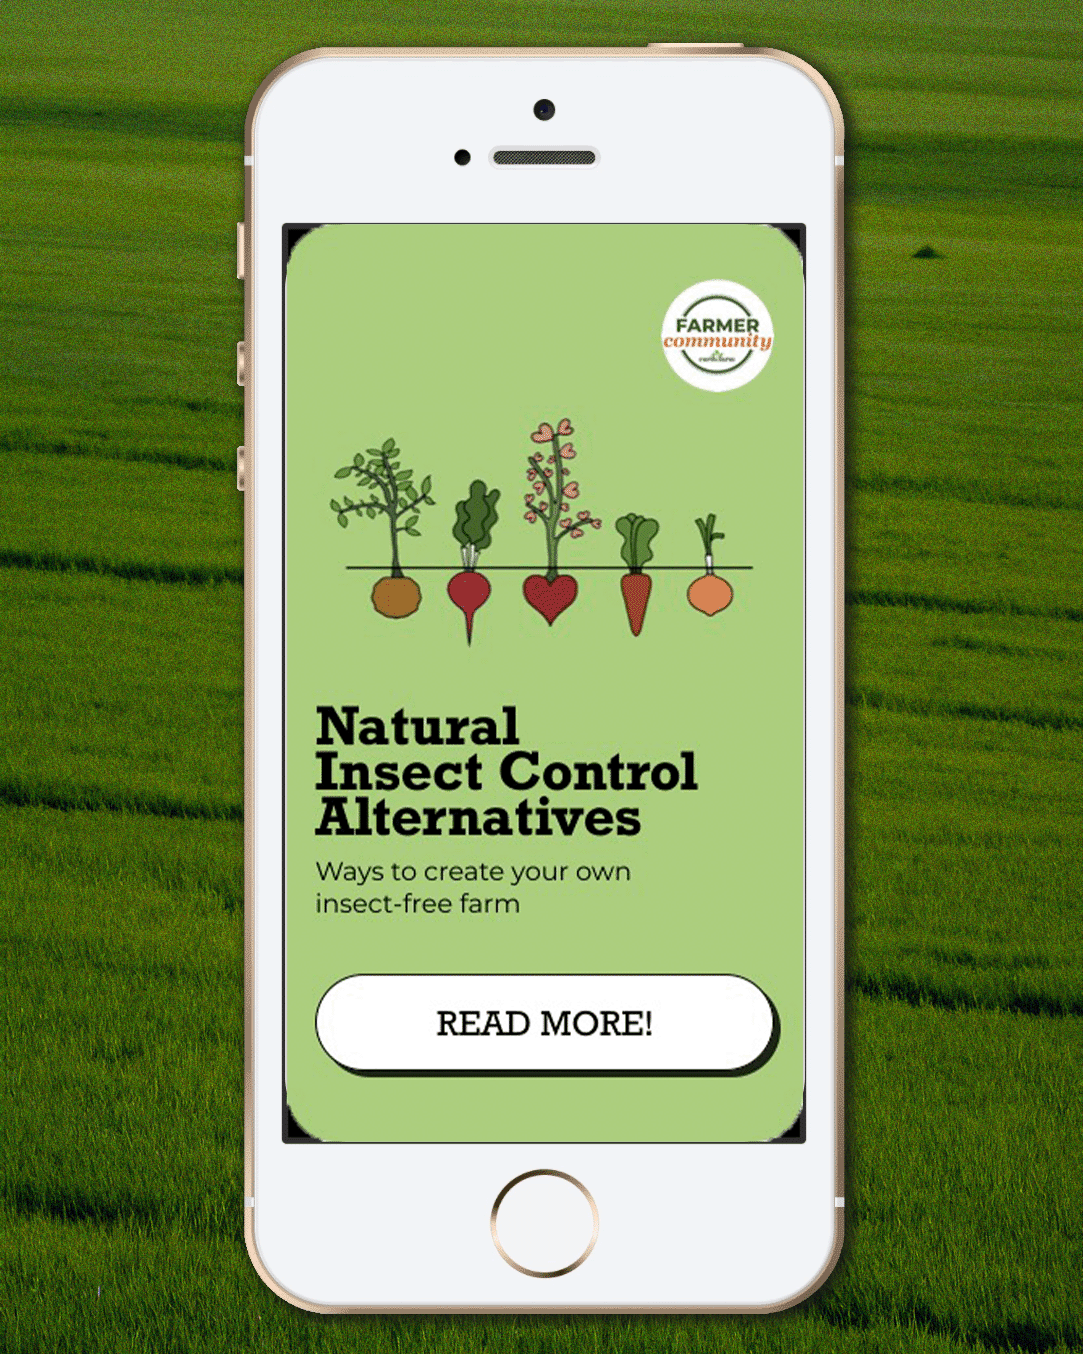 FARMER
community
Natural
Insect Control
Alternatives
Ways to create your own
insect-free farm
READ MORE!